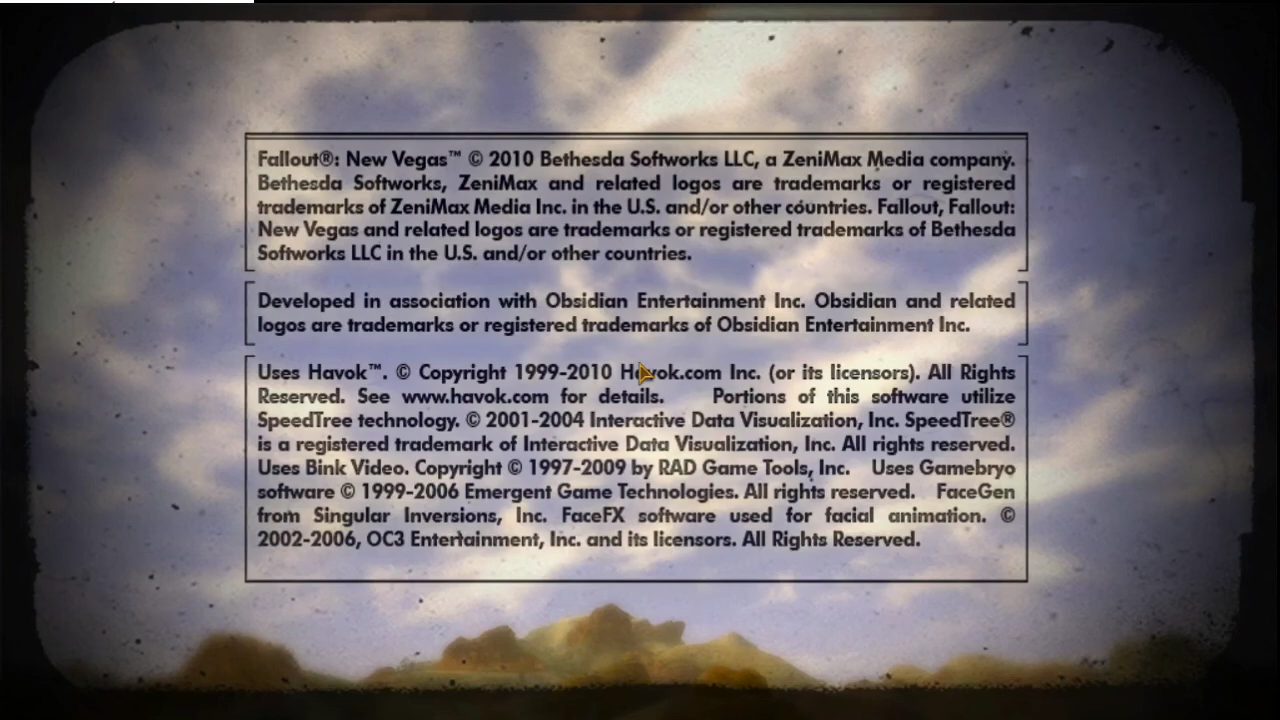 Fallout®: New Vegas™ © 2010 Bethesda Softworks LLC, a ZeniMax Media company.
Bethesda Softworks, ZeniMax and related logos are trademarks or registered
trademarks of ZeniMax Media Inc. in the U.S. and/or other countries. Fallout, Fallout:
New Vegas and related logos are trademarks or registered trademarks of Bethesda
Softworks LLC in the U.S. and/or other countries.
Developed in association with Obsidian Entertainment Inc. Obsidian and related
logos are trademarks or registered trademarks of Obsidian Entertainment Inc.
Uses Havok™. © Copyright 1999-2010 Havok.com Inc. (or its licensors). All Rights
Reserved. See www.havok.com for details. Portions of this software utilize
SpeedTree technology. © 2001-2004 Interactive Data Visualization, Inc. SpeedTree®
is a registered trademark of Interactive Data Visualization, Inc. All rights reserved.
Uses Bink Video. Copyright © 1997-2009 by RAD Game Tools, Inc. Uses Gamebryo
software © 1999-2006 Emergent Game Technologies. All rights reserved. FaceGen
from Singular Inversions, Inc. FaceFX software used for facial animation. ©
2002-2006, OC3 Entertainment, Inc. and its licensors. All Rights Reserved.